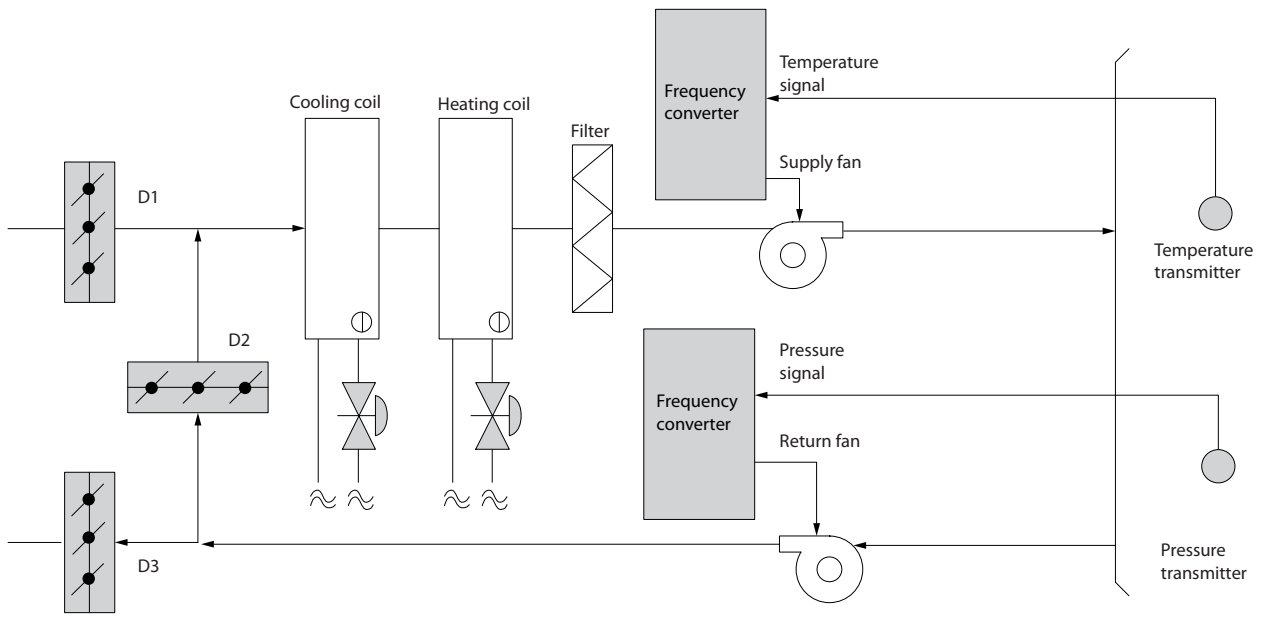 Cooling coil
Heating coil
Filter
Frequency
converter
Temperature
signal
Supply fan
D1
Temperature
transmitter
D2
Frequency
converter
Pressure
signal
Return fan
D3
Pressure
transmitter